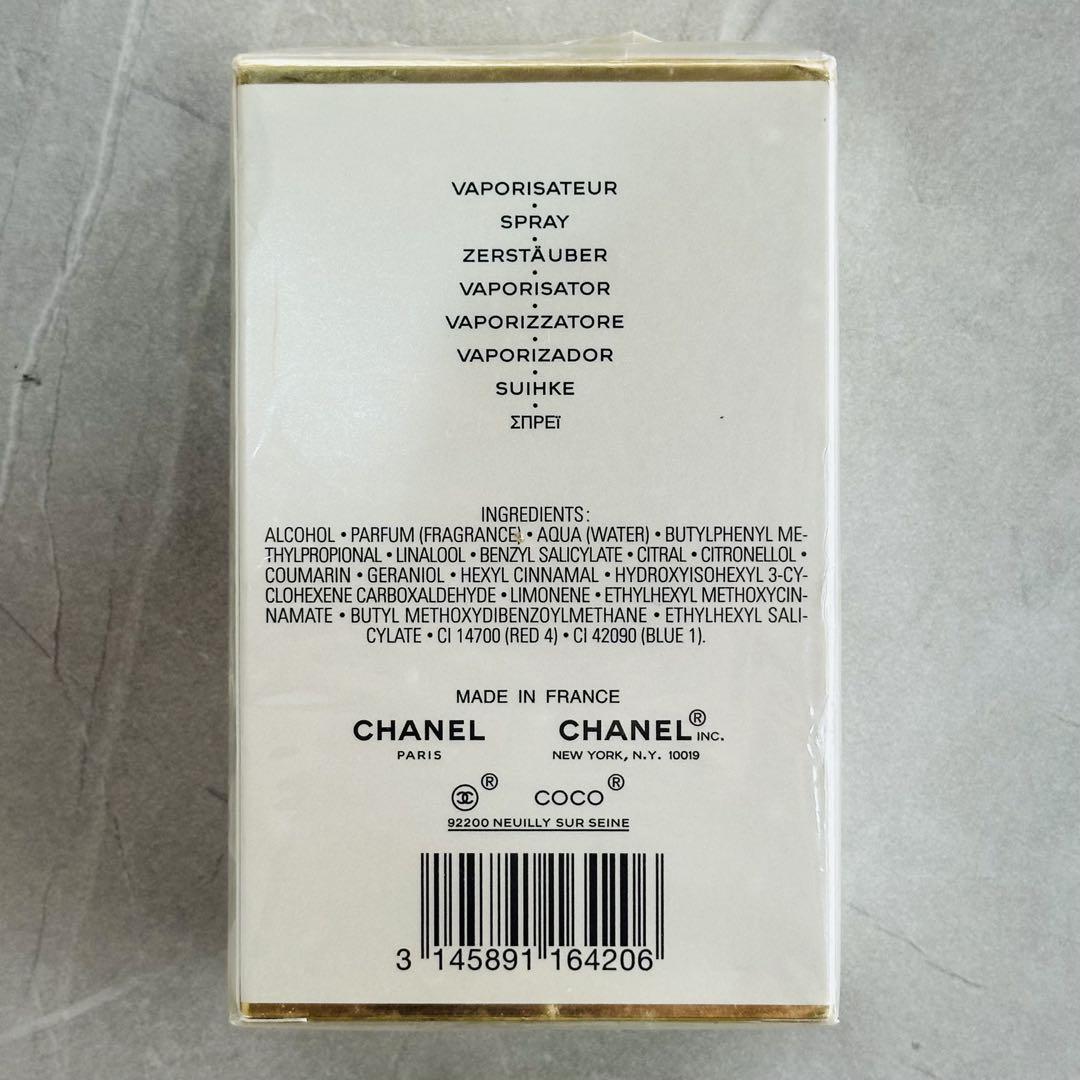 VAPORISATEUR
•
SPRAY
•
ZERSTÄUBER
•
VAPORISATOR
•
VAPORIZZATORE
•
VAPORIZADOR
•
SUIHKE
•
ΣΠΡΕϊ
INGREDIENTS:
ALCOHOL • PARFUM (FRAGRANCE) • AQUA (WATER) • BUTYLPHENYL ME-
THYLPROPIONAL • LINALOOL • BENZYL SALICYLATE • CITRAL • CITRONELLOL •
COUMARIN • GERANIOL • HEXYL CINNAMAL • HYDROXYISOHEXYL 3-CY-
CLOHEXENE CARBOXALDEHYDE • LIMONENE • ETHYLHEXYL METHOXYCIN-
NAMATE • BUTYL METHOXYDIBENZOYLMETHANE • ETHYLHEXYL SALI-
CYLATE • CI 14700 (RED 4) • CI 42090 (BLUE 1).
MADE IN FRANCE
CHANEL CHANEL® INC.
PARIS NEW YORK, N.Y. 10019
® COCO®
92200 NEUILLY SUR SEINE
3 145891 164206